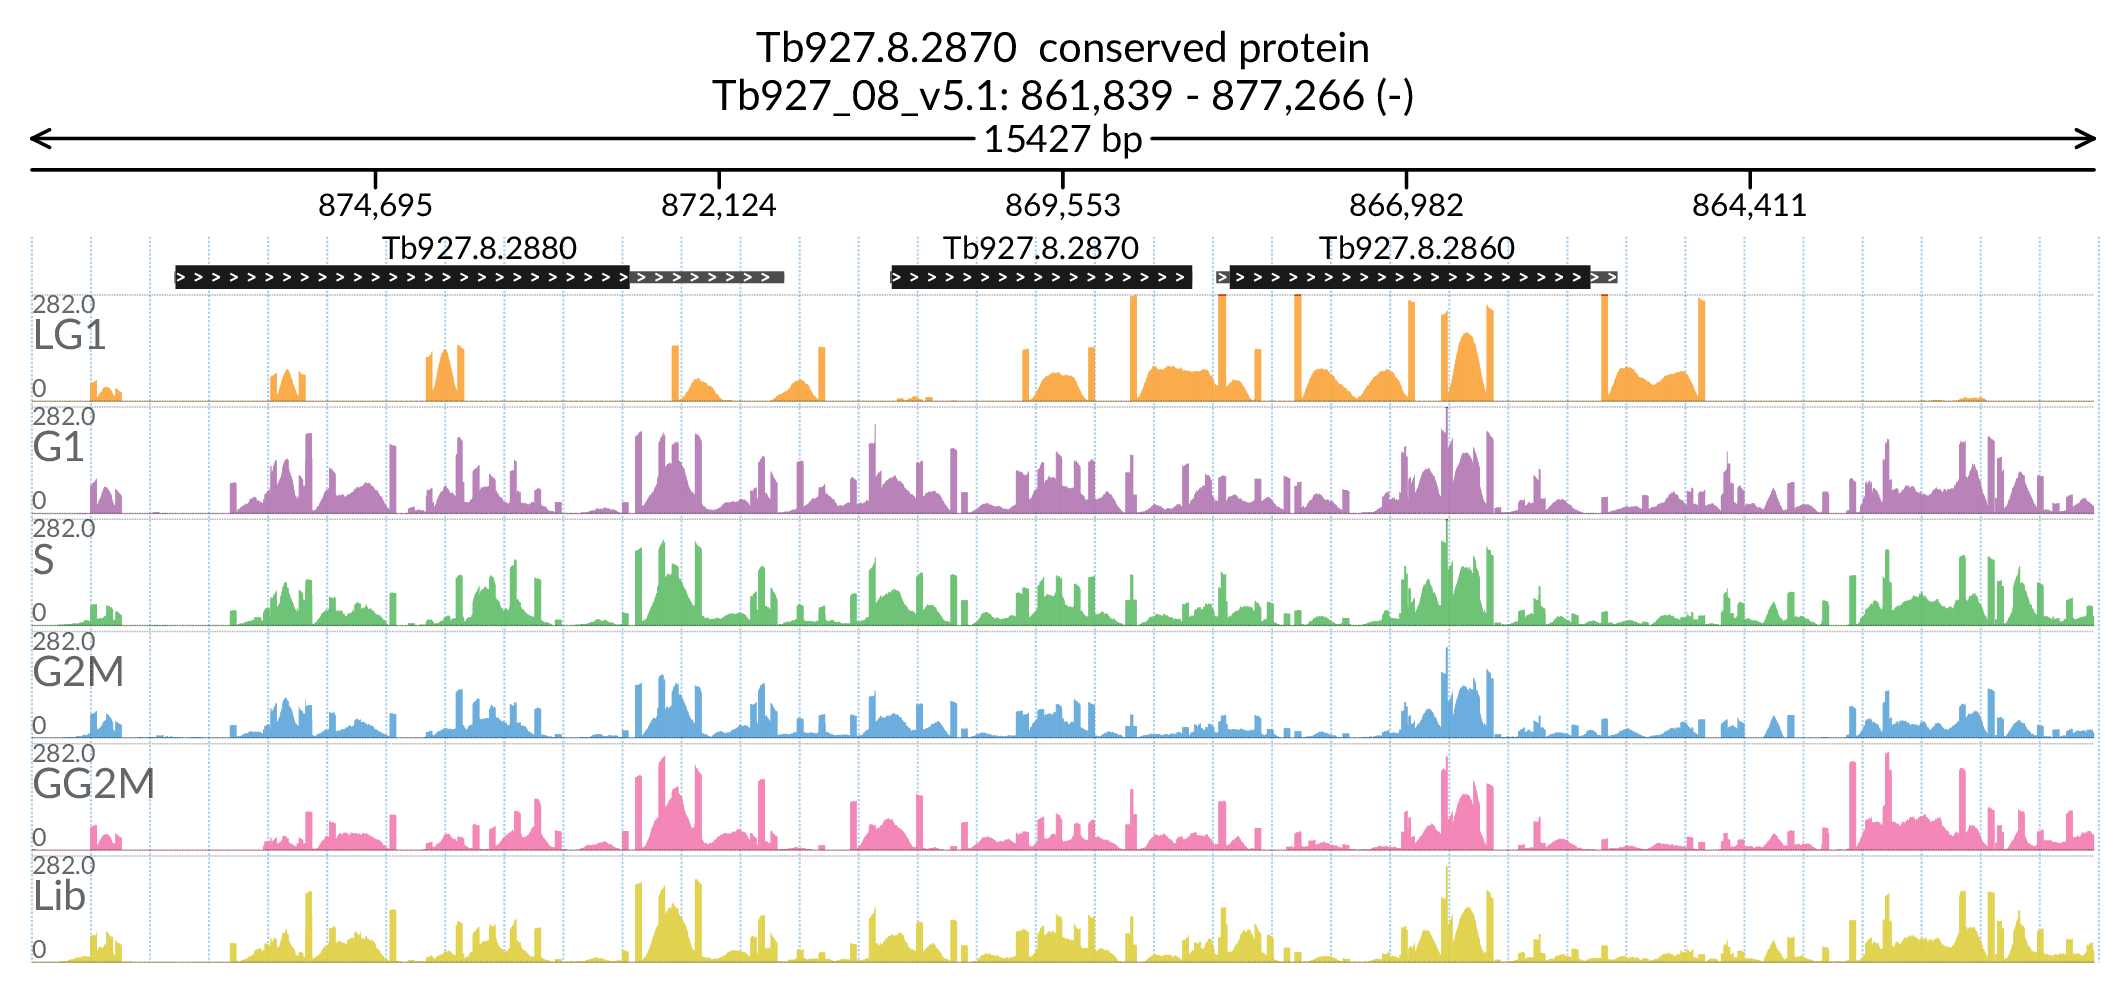 Tb927.8.2870  conserved protein
Tb927_08_v5.1: 861,839 - 877,266 (-)
15427 bp
874,695 872,124 869,553 866,982 864,411
Tb927.8.2880 Tb927.8.2870 Tb927.8.2860
282.0
LG1
0
282.0
G1
0
282.0
S
0
282.0
G2M
0
282.0
GG2M
0
282.0
Lib
0